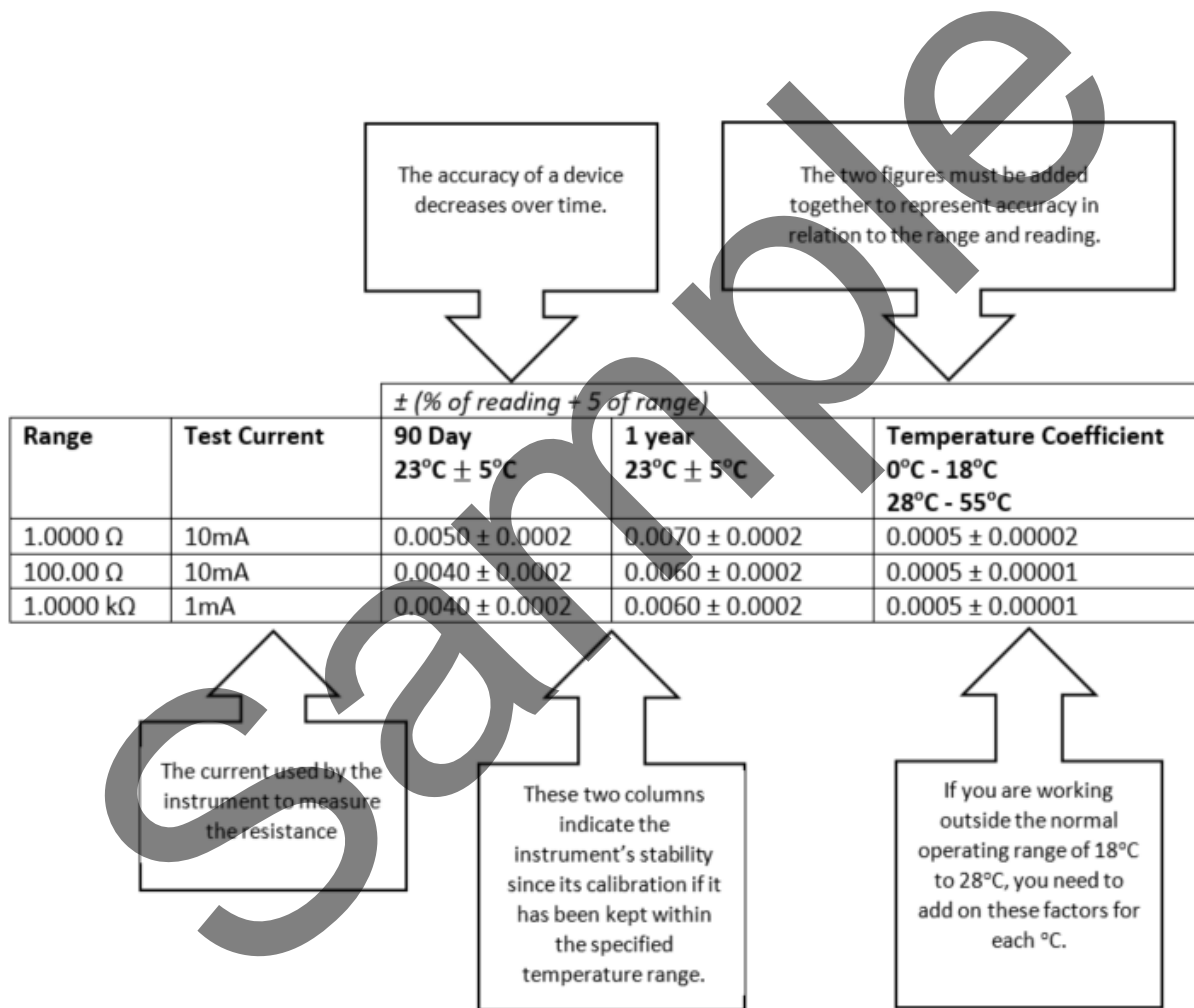 The accuracy of a device
decreases over time.
The two figures must be added
together to represent accuracy in
relation to the range and reading.
± (% of reading + 5 of range)
Range Test Current 90 Day 1 year Temperature Coefficient
23°C ± 5°C 23°C ± 5°C 0°C - 18°C
28°C - 55°C
1.0000 Ω 10mA 0.0050 ± 0.0002 0.0070 ± 0.0002 0.0005 ± 0.00002
100.00 Ω 10mA 0.0040 ± 0.0002 0.0060 ± 0.0002 0.0005 ± 0.00001
1.0000 kΩ 1mA 0.0040 ± 0.0002 0.0060 ± 0.0002 0.0005 ± 0.00001
The current used by the
instrument to measure
the resistance
These two columns
indicate the
instrument's stability
since its calibration if it
has been kept within
the specified
temperature range.
If you are working
outside the normal
operating range of 18°C
to 28°C, you need to
add on these factors for
each °C.
Sample